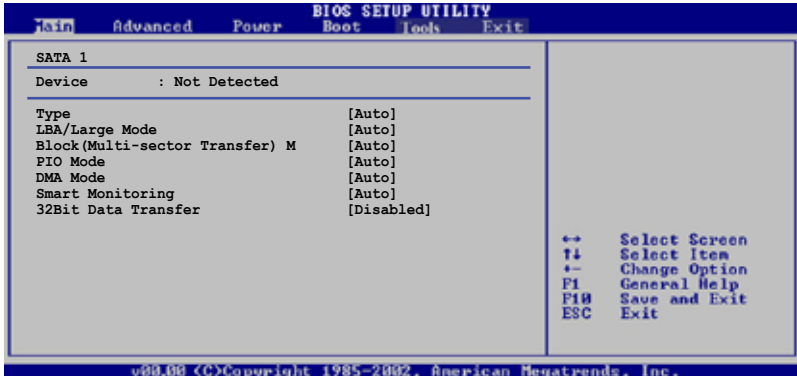 BIOS SETUP UTILITY
Main Advanced Power Boot Tools Exit
SATA 1
Device : Not Detected
Type [Auto]
LBA/Large Mode [Auto]
Block(Multi-sector Transfer) M [Auto]
PIO Mode [Auto]
DMA Mode [Auto]
Smart Monitoring [Auto]
32Bit Data Transfer [Disabled]
↔ Select Screen
↑↓ Select Item
+- Change Option
F1 General Help
F10 Save and Exit
ESC Exit
v00.00 (C)Copyright 1985-2002, American Megatrends, Inc.